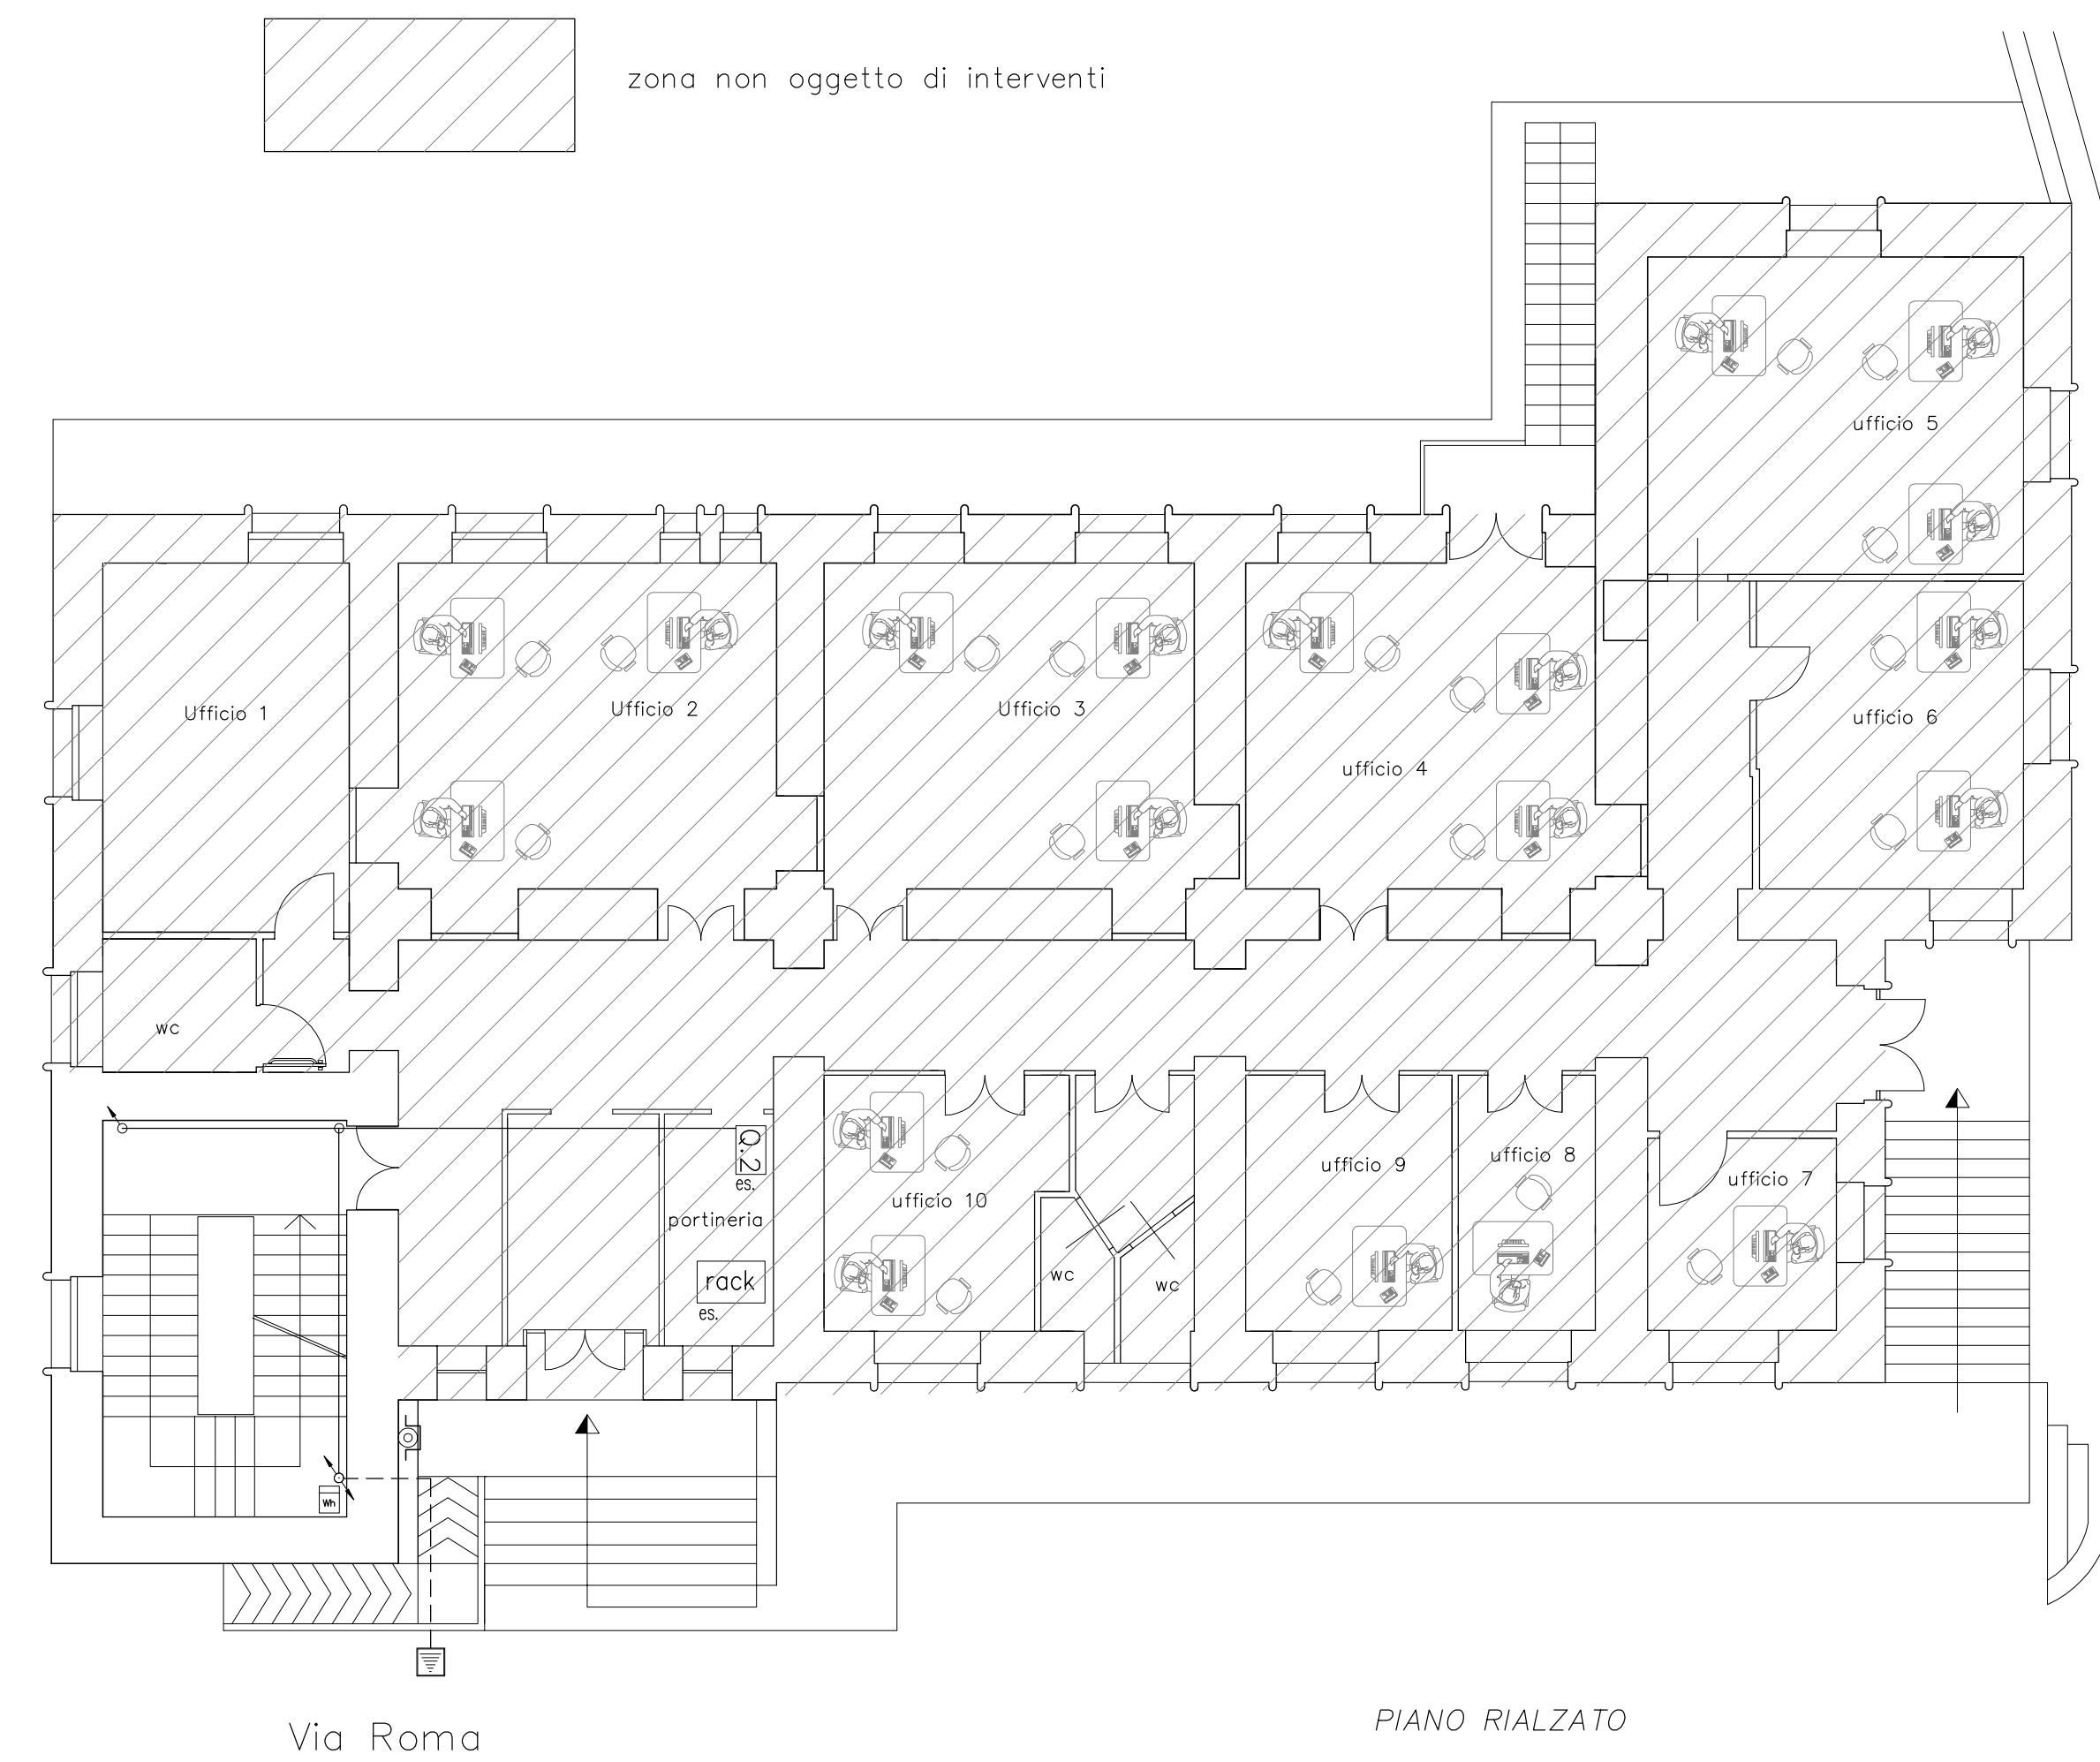 zona non oggetto di interventi
ufficio 5
Ufficio 1
Ufficio 2
Ufficio 3
ufficio 4
ufficio 6
wc
Q.2
es.
portineria
rack
es.
ufficio 10
wc
wc
ufficio 9
ufficio 8
ufficio 7
Wh
Via Roma
PIANO RIALZATO